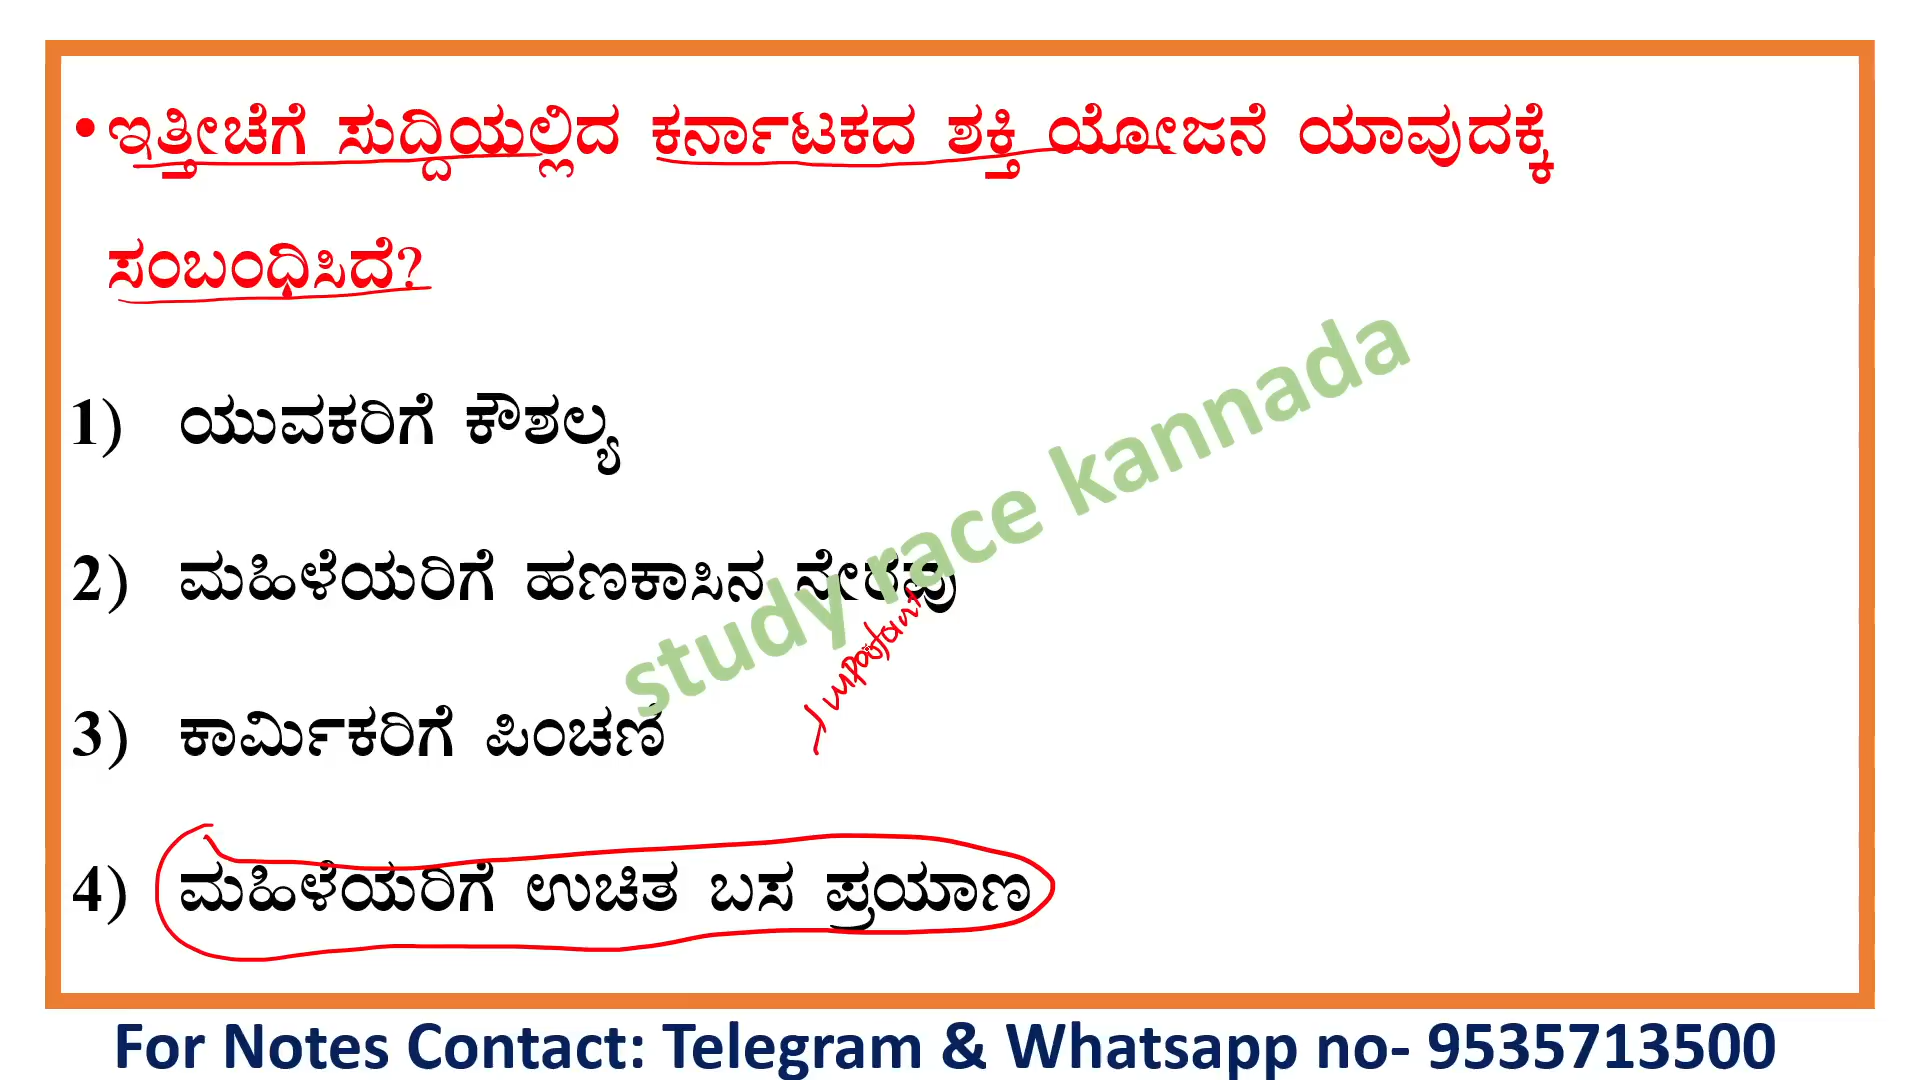 •ಇತ್ತೀಚೆಗೆ ಸುದ್ದಿಯಲ್ಲಿದ ಕರ್ನಾಟಕದ ಶಕ್ತಿ ಯೋಜನೆ ಯಾವುದಕ್ಕೆ
ಸಂಬಂಧಿಸಿದೆ?
1) ಯುವಕರಿಗೆ ಕೌಶಲ್ಯ
2) ಮಹಿಳೆಯರಿಗೆ ಹಣಕಾಸಿನ ನೇರವು
3) ಕಾರ್ಮಿಕರಿಗೆ ಪಿಂಚಣಿ
4) ಮಹಿಳೆಯರಿಗೆ ಉಚಿತ ಬಸ ಪ್ರಯಾಣ
study race kannada
Important
For Notes Contact: Telegram & Whatsapp no- 9535713500